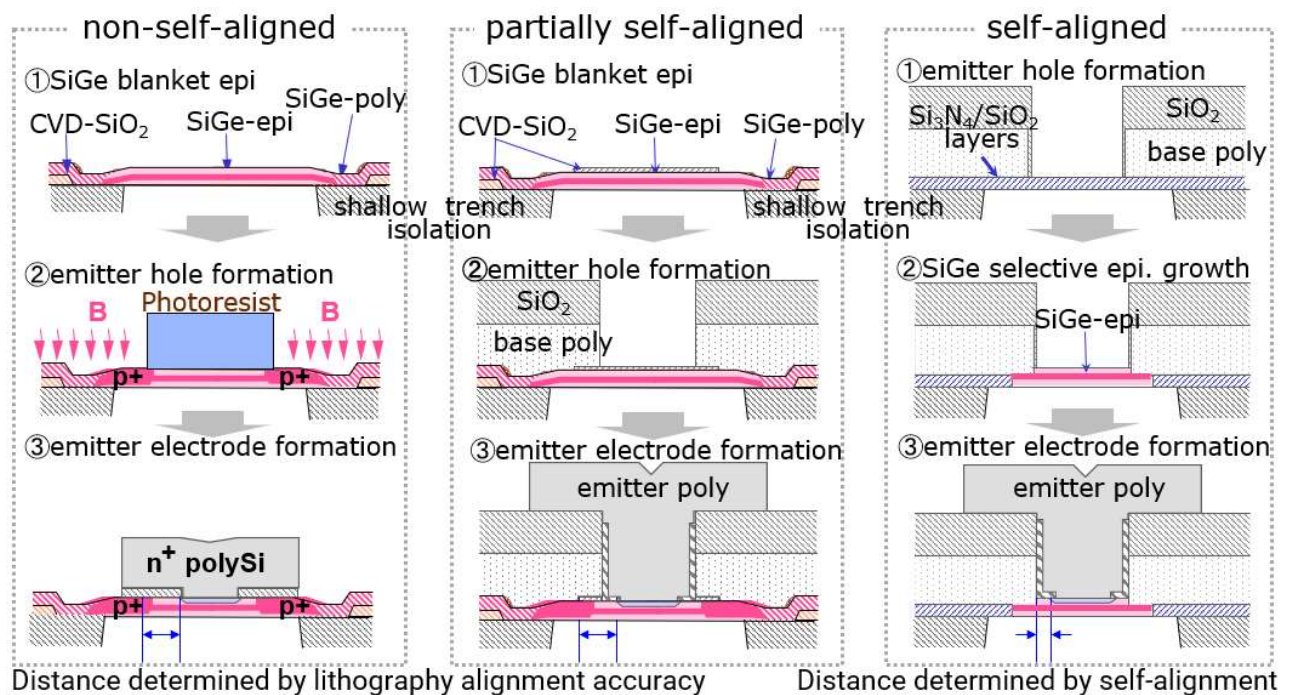 non-self-aligned
①SiGe blanket epi
SiGe-poly
CVD-SiO₂
SiGe-epi
shallow trench
isolation
②emitter hole formation
Photoresist
B
B
p+
p+
③emitter electrode formation
n⁺ polySi
p+
p+
partially self-aligned
①SiGe blanket epi
CVD-SiO₂
SiGe-epi
SiGe-poly
shallow trench
isolation
②emitter hole formation
SiO₂
base poly
③emitter electrode formation
emitter poly
self-aligned
①emitter hole formation
Si₃N₄/SiO₂
layers
SiO₂
base poly
②SiGe selective epi. growth
SiGe-epi
③emitter electrode formation
emitter poly
Distance determined by lithography alignment accuracy
Distance determined by self-alignment